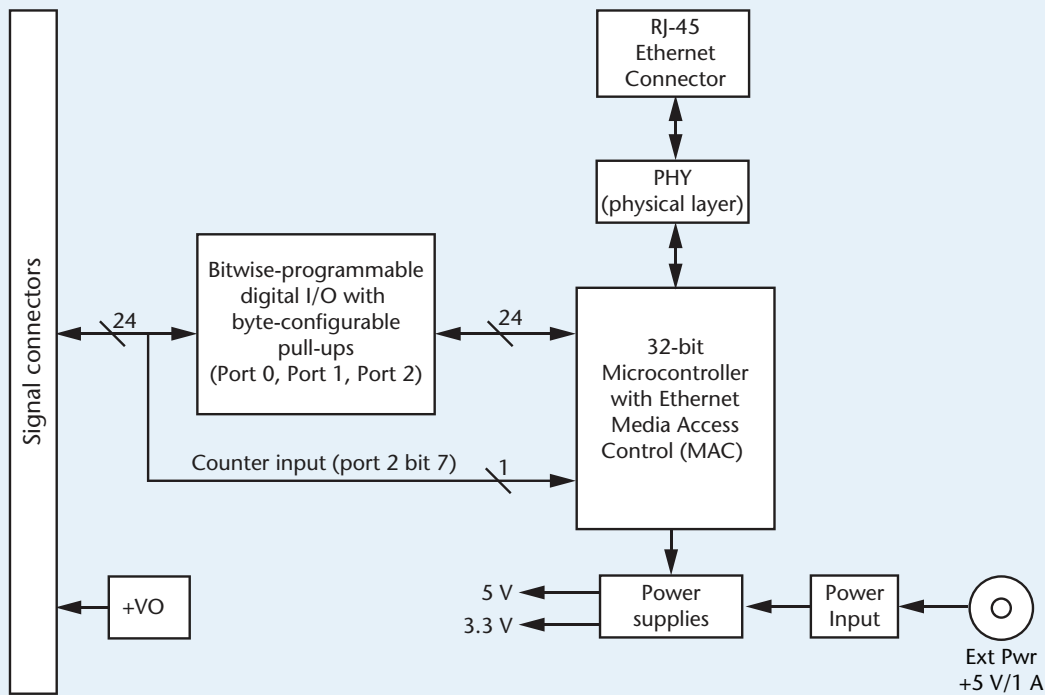 RJ-45
Ethernet
Connector
PHY
(physical layer)
Signal connectors
24
Bitwise-programmable
digital I/O with
byte-configurable
pull-ups
(Port 0, Port 1, Port 2)
24
32-bit
Microcontroller
with Ethernet
Media Access
Control (MAC)
Counter input (port 2 bit 7)
1
+VO
5 V
3.3 V
Power
supplies
Power
Input
Ext Pwr
+5 V/1 A